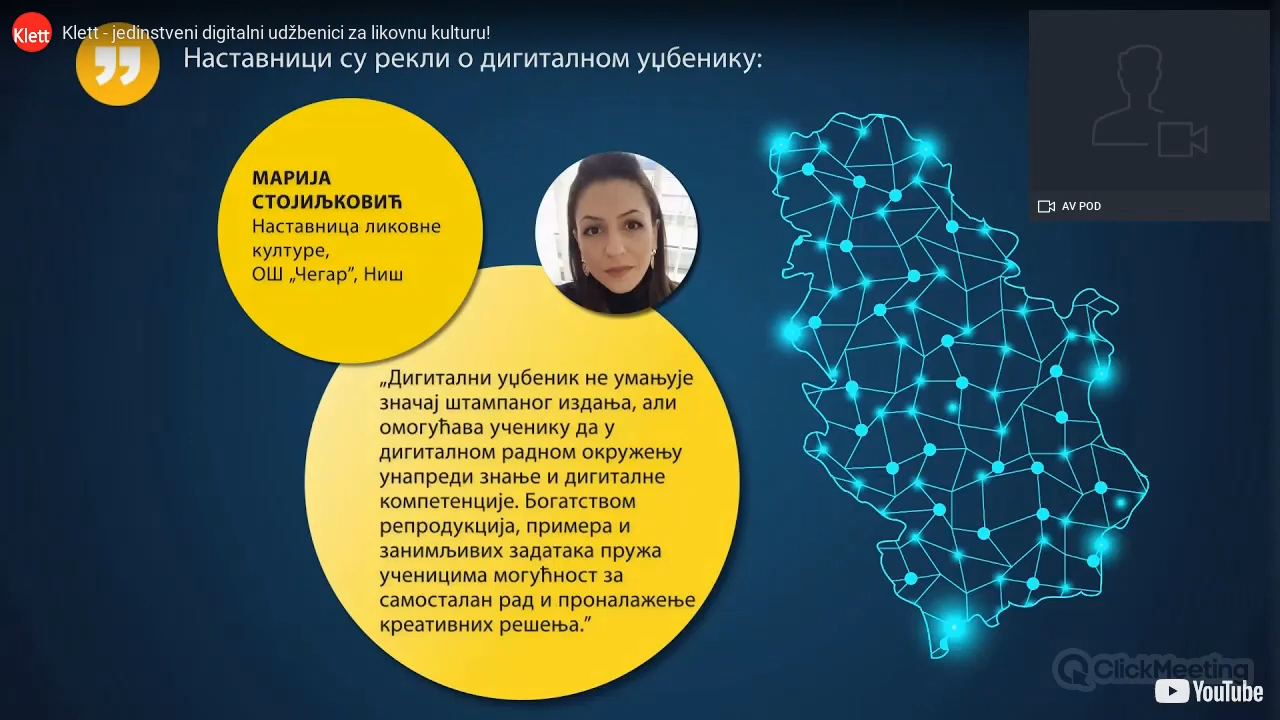 Klett
Klett - jedinstveni digitalni udžbenici za likovnu kulturu!
Наставници су рекли о дигиталном уџбенику:
AV POD
МАРИЈА
СТОЈИЉКОВИЋ
Наставница ликовне
културе,
ОШ „Чегар”, Ниш
„Дигитални уџбеник не умањује
значај штампаног издања, али
омогућава ученику да у
дигиталном радном окружењу
унапреди знање и дигиталне
компетенције. Богатством
репродукција, примера и
занимљивих задатака пружа
ученицима могућност за
самосталан рад и проналажење
креативних решења.”
ClickMeeting
YouTube